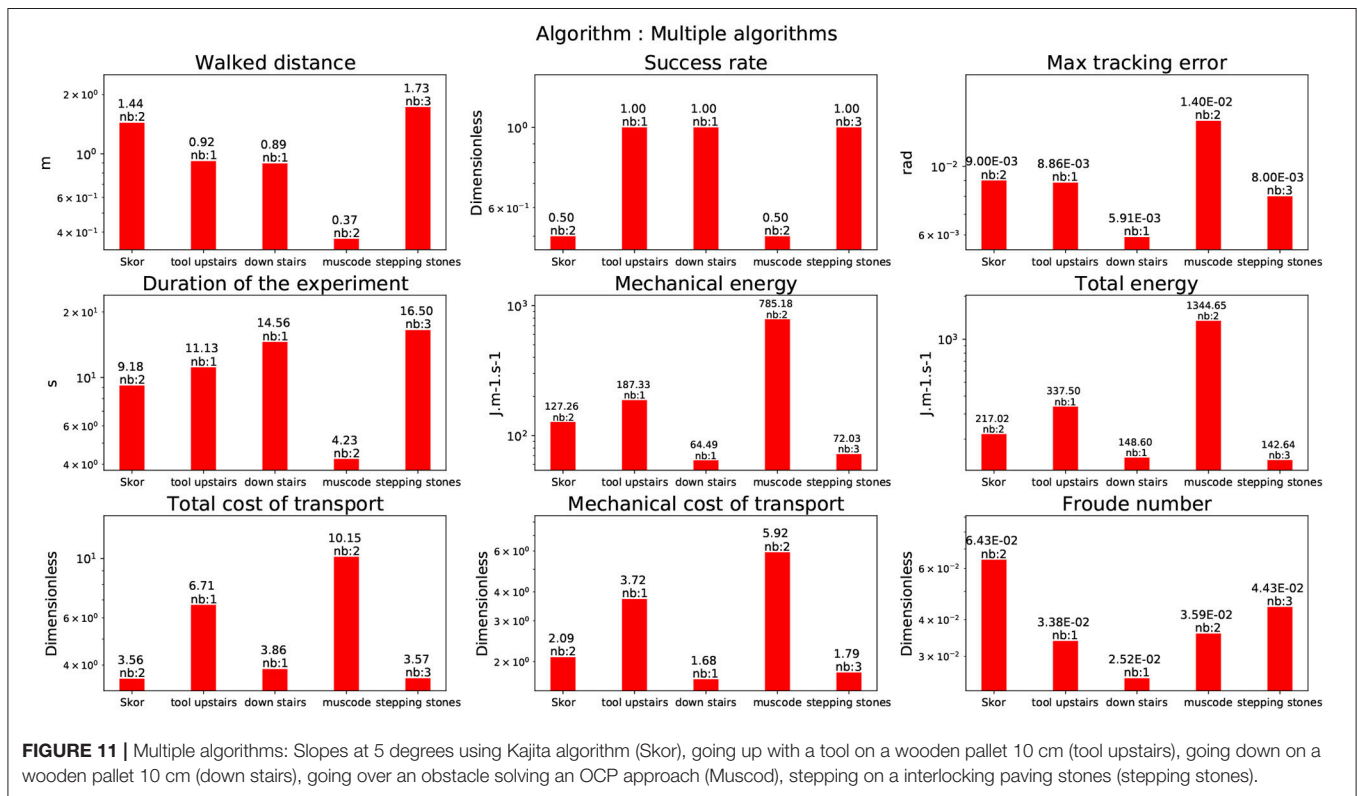 Algorithm : Multiple algorithms
Walked distance
m
2 × 10⁰
10⁰
6 × 10⁻¹
4 × 10⁻¹
1.44
nb:2
0.92
nb:1
0.89
nb:1
0.37
nb:2
1.73
nb:3
Skor tool upstairs down stairs muscode stepping stones
Success rate
Dimensionless
10⁰
6 × 10⁻¹
0.50
nb:2
1.00
nb:1
1.00
nb:1
0.50
nb:2
1.00
nb:3
Skor tool upstairs down stairs muscode stepping stones
Max tracking error
rad
10⁻²
6 × 10⁻³
9.00E-03
nb:2
8.86E-03
nb:1
5.91E-03
nb:1
1.40E-02
nb:2
8.00E-03
nb:3
Skor tool upstairs down stairs muscode stepping stones
Duration of the experiment
s
2 × 10¹
10¹
6 × 10⁰
4 × 10⁰
9.18
nb:2
11.13
nb:1
14.56
nb:1
4.23
nb:2
16.50
nb:3
Skor tool upstairs down stairs muscode stepping stones
Mechanical energy
J.m-1.s-1
10³
10²
127.26
nb:2
187.33
nb:1
64.49
nb:1
785.18
nb:2
72.03
nb:3
Skor tool upstairs down stairs muscode stepping stones
Total energy
J.m-1.s-1
10³
217.02
nb:2
337.50
nb:1
148.60
nb:1
1344.65
nb:2
142.64
nb:3
Skor tool upstairs down stairs muscode stepping stones
Total cost of transport
Dimensionless
10¹
6 × 10⁰
4 × 10⁰
3.56
nb:2
6.71
nb:1
3.86
nb:1
10.15
nb:2
3.57
nb:3
Skor tool upstairs down stairs muscode stepping stones
Mechanical cost of transport
Dimensionless
6 × 10⁰
4 × 10⁰
3 × 10⁰
2 × 10⁰
2.09
nb:2
3.72
nb:1
1.68
nb:1
5.92
nb:2
1.79
nb:3
Skor tool upstairs down stairs muscode stepping stones
Froude number
Dimensionless
6 × 10⁻²
4 × 10⁻²
3 × 10⁻²
6.43E-02
nb:2
3.38E-02
nb:1
2.52E-02
nb:1
3.59E-02
nb:2
4.43E-02
nb:3
Skor tool upstairs down stairs muscode stepping stones
FIGURE 11 | Multiple algorithms: Slopes at 5 degrees using Kajita algorithm (Skor), going up with a tool on a wooden pallet 10 cm (tool upstairs), going down on a
wooden pallet 10 cm (down stairs), going over an obstacle solving an OCP approach (Muscod), stepping on a interlocking paving stones (stepping stones).